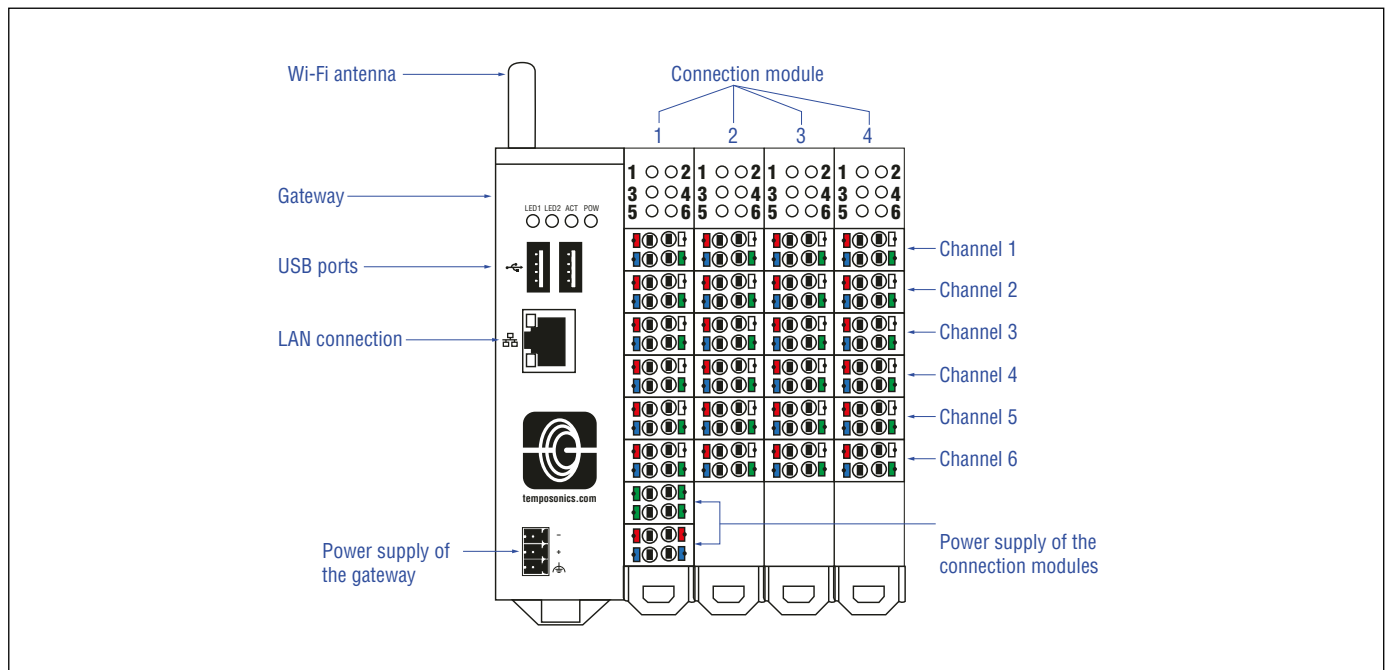 Wi-Fi antenna
Connection module
1 2 3 4
Gateway
LED1 LED2 ACT POW
1 2 1 2 1 2 1 2
3 4 3 4 3 4 3 4
5 6 5 6 5 6 5 6
USB ports
LAN connection
Channel 1
Channel 2
Channel 3
Channel 4
Channel 5
Channel 6
temposonics.com
-
+
Power supply of
the gateway
Power supply of the
connection modules